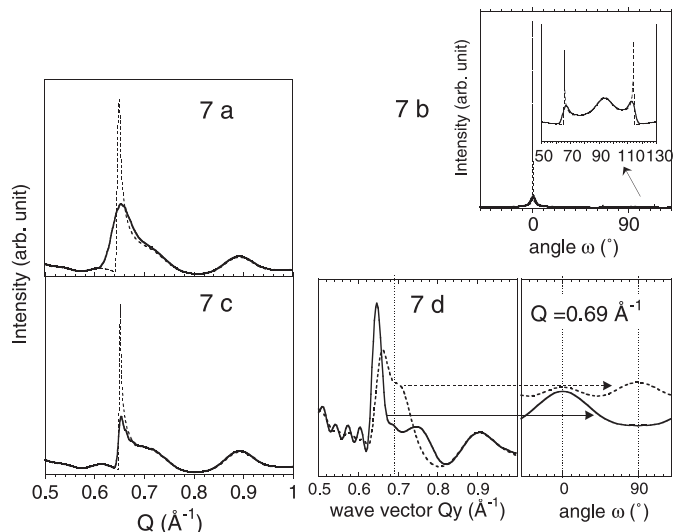 7 a
Intensity (arb. unit)
7 c
0.5 0.6 0.7 0.8 0.9 1
Q (Å-1)
7 b
Intensity (arb. unit)
50 70 90 110 130
0 90
angle ω (°)
7 d
0.5 0.6 0.7 0.8 0.9
wave vector Qy (Å-1)
Q =0.69 Å-1
0 90
angle ω (°)